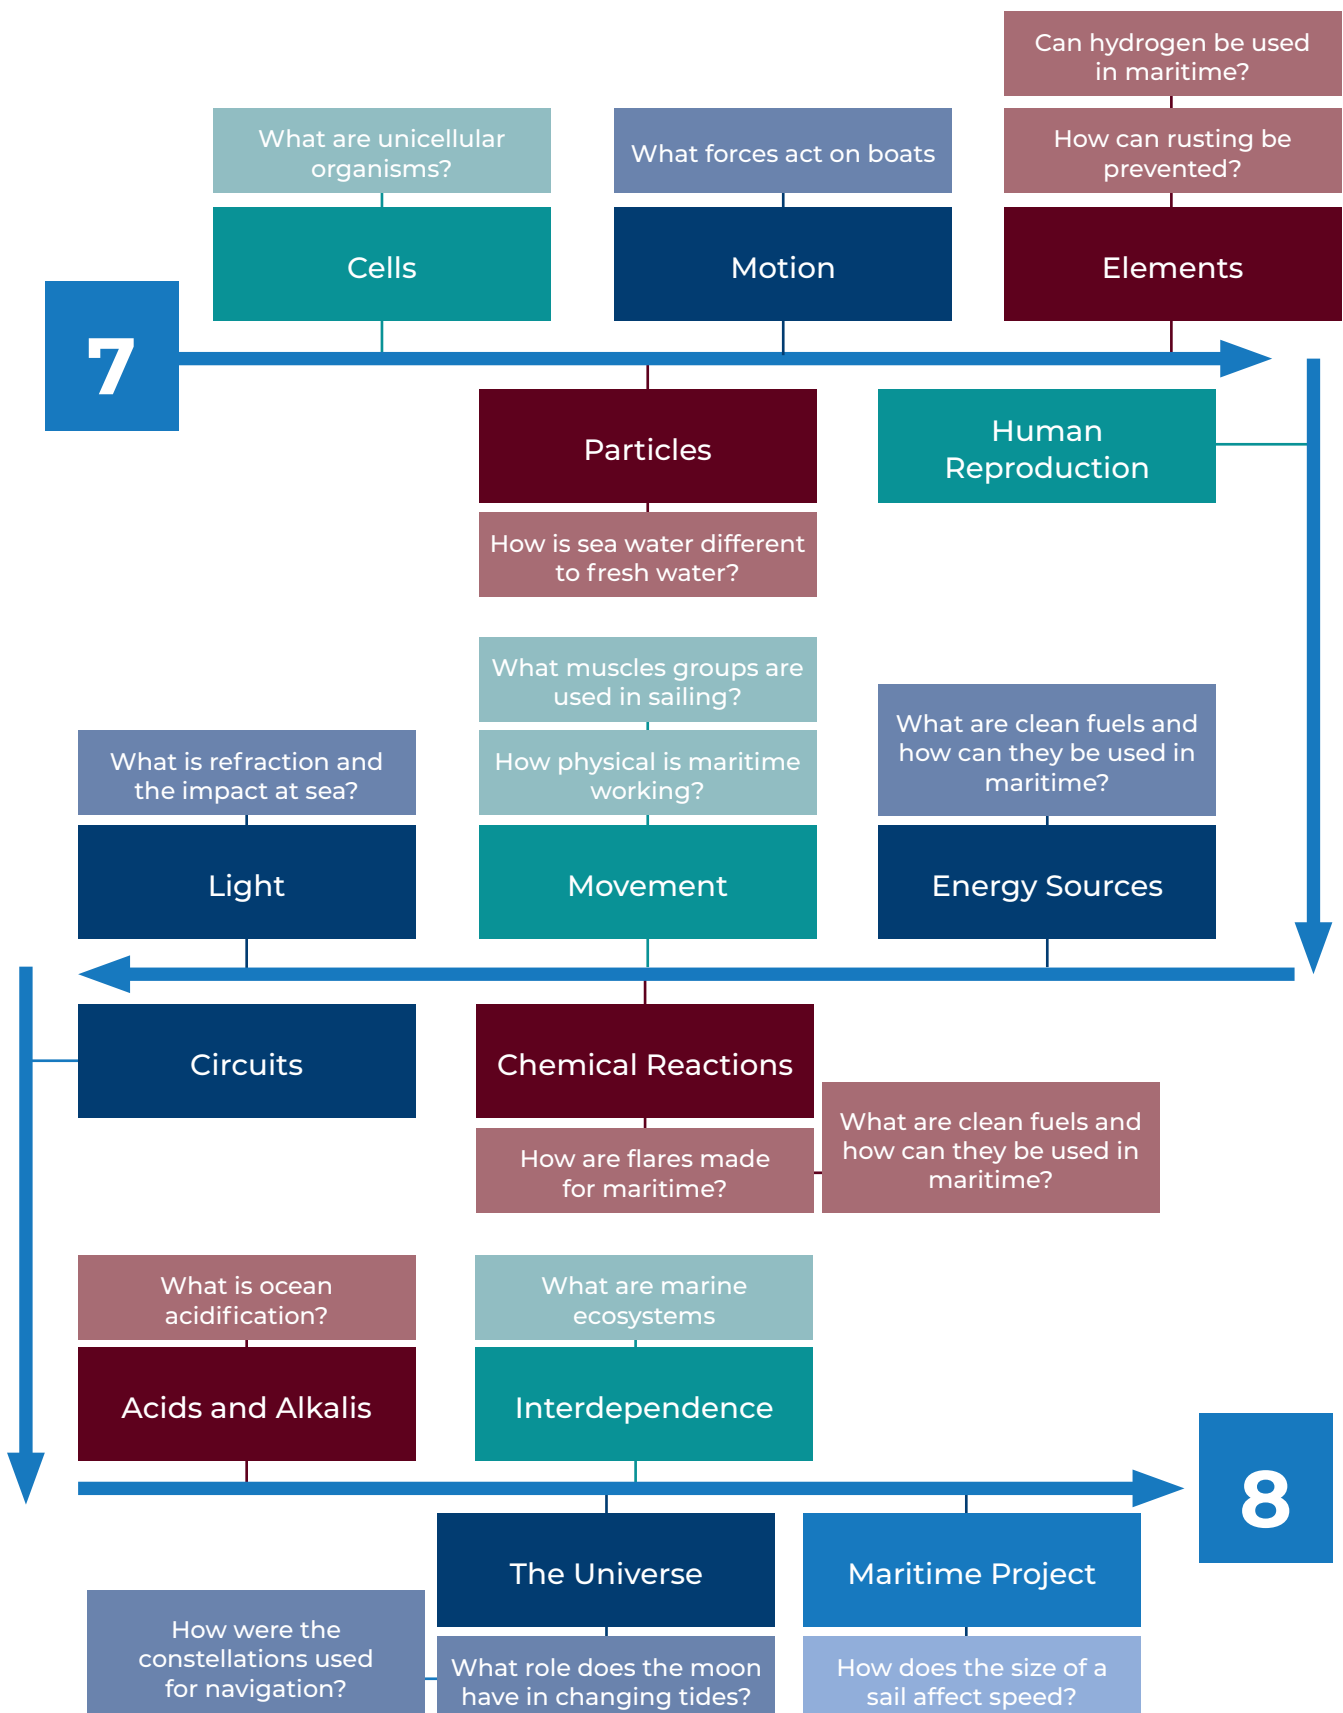 Can hydrogen be used
in maritime?
What are unicellular
organisms?
What forces act on boats
How can rusting be
prevented?
Cells
Motion
Elements
7
Particles
Human
Reproduction
How is sea water different
to fresh water?
What muscles groups are
used in sailing?
What is refraction and
the impact at sea?
How physical is maritime
working?
What are clean fuels and
how can they be used in
maritime?
Light
Movement
Energy Sources
Circuits
Chemical Reactions
How are flares made
for maritime?
What are clean fuels and
how can they be used in
maritime?
What is ocean
acidification?
What are marine
ecosystems
Acids and Alkalis
Interdependence
8
The Universe
Maritime Project
How were the
constellations used
for navigation?
What role does the moon
have in changing tides?
How does the size of a
sail affect speed?